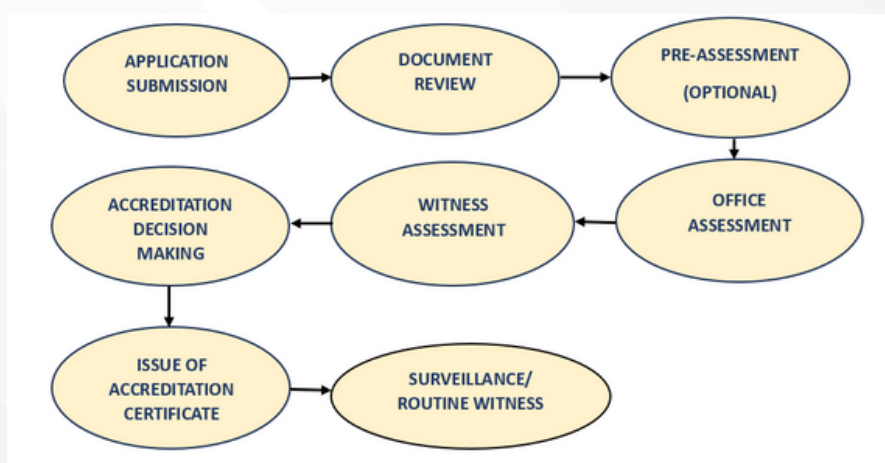 APPLICATION
SUBMISSION
DOCUMENT
REVIEW
PRE-ASSESSMENT
(OPTIONAL)
OFFICE
ASSESSMENT
WITNESS
ASSESSMENT
ACCREDITATION
DECISION
MAKING
ISSUE OF
ACCREDITATION
CERTIFICATE
SURVEILLANCE/
ROUTINE WITNESS